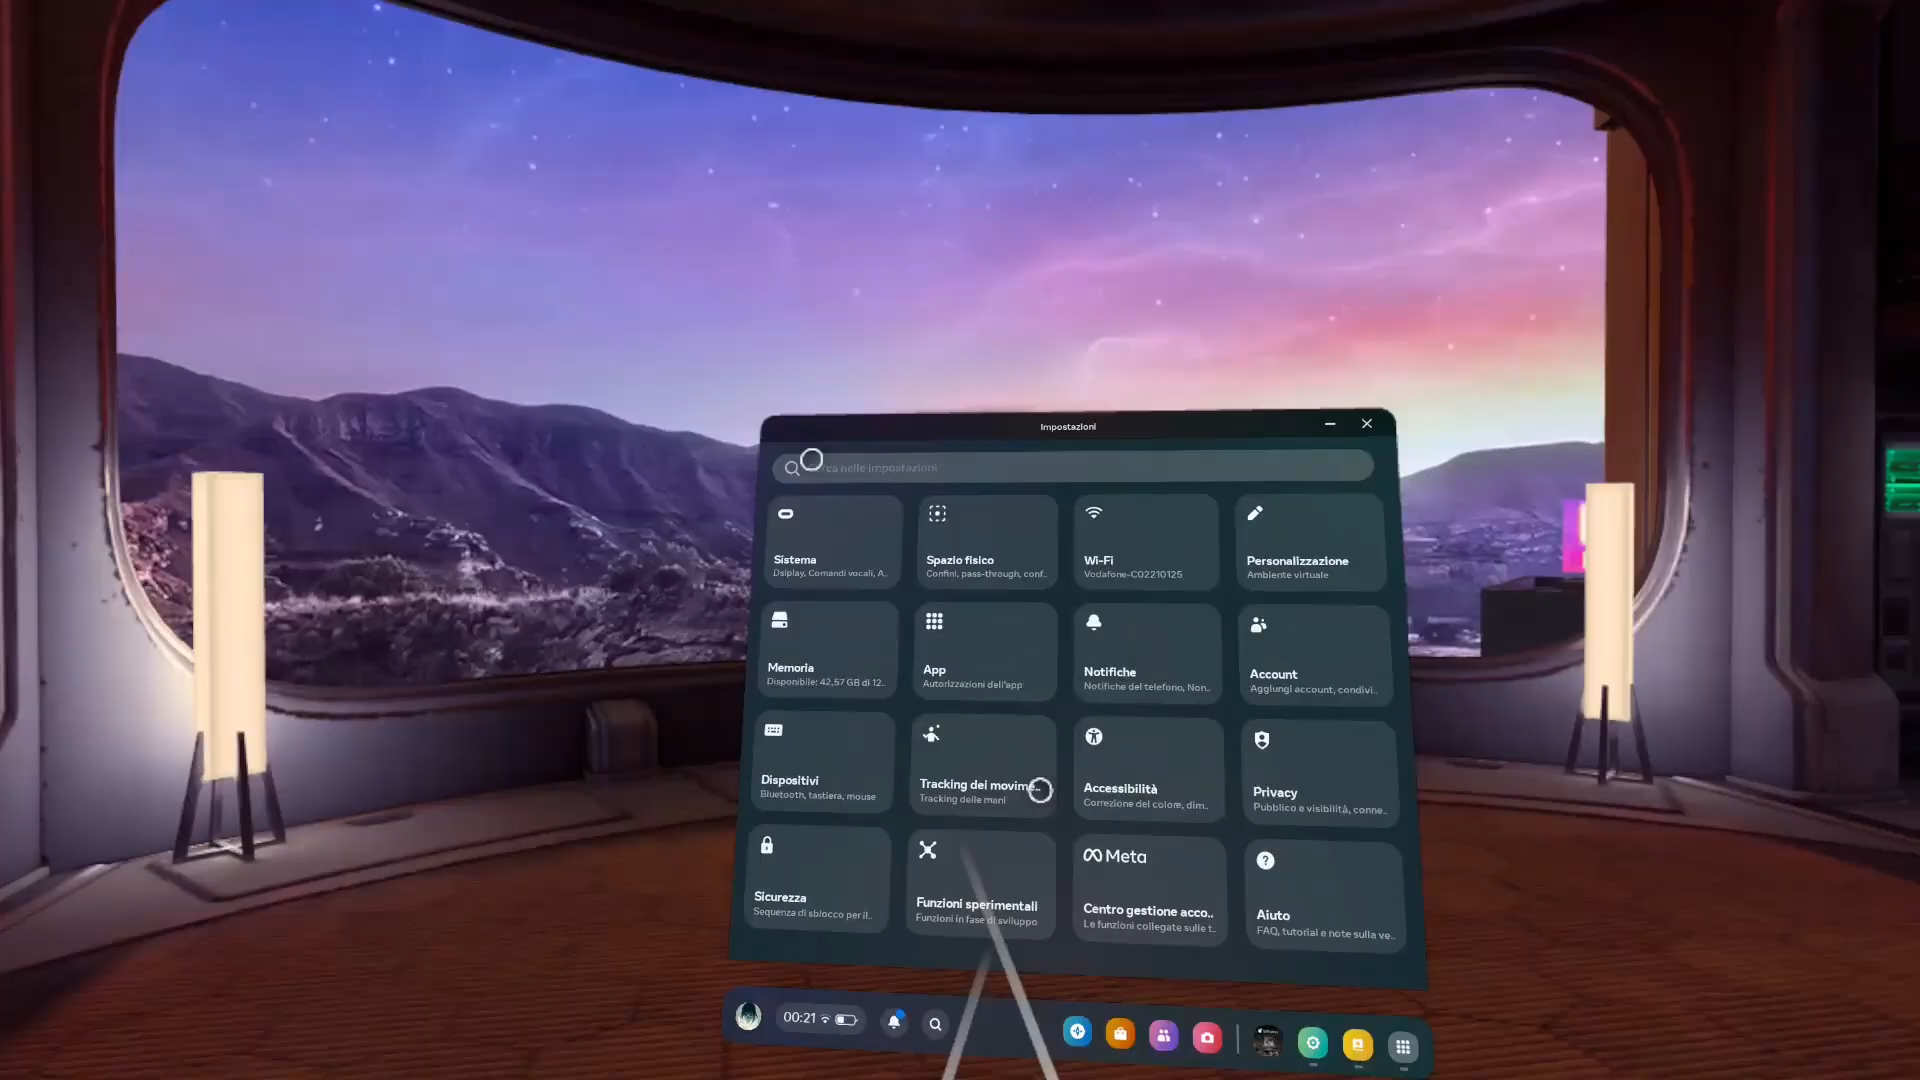 Impostazioni
nelle impostazioni
Sistema
Dsiplay, Comandi vocali, A..
Spazio fisico
Confini, pass-through, conf..
Wi-Fi
Vodafone-C02210125
Personalizzazione
Ambiente virtuale
Memoria
Disponibile: 42,57 GB di 12..
App
Autorizzazioni dell'app
Notifiche
Notifiche del telefono, Non..
Account
Aggiungi account, condivi..
Dispositivi
Bluetooth, tastiera, mouse
Tracking dei movime..
Tracking delle mani
Accessibilità
Correzione del colore, dim..
Privacy
Pubblico e visibilità, conne..
Sicurezza
Sequenza di sblocco per il..
Funzioni sperimentali
Funzioni in fase di sviluppo
Meta
Centro gestione acco..
Le funzioni collegate sulle t..
Aiuto
FAQ, tutorial e note sulla ve..
00:21